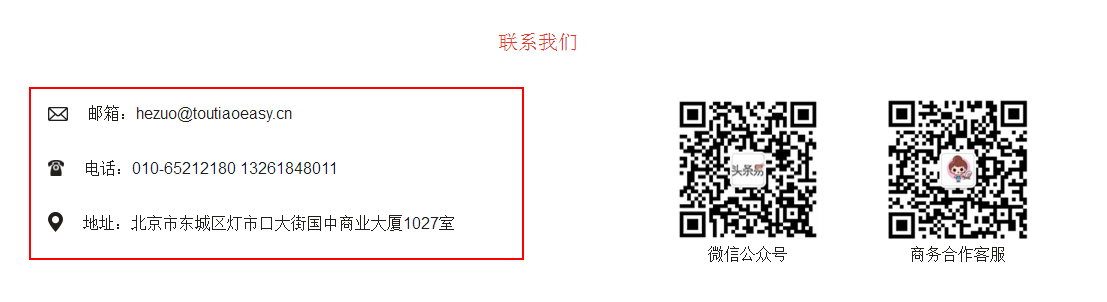 联系我们
邮箱：hezuo@toutiaoeasy.cn
电话：010-65212180 13261848011
地址：北京市东城区灯市口大街国中商业大厦1027室
头条易
微信公众号
商务合作客服